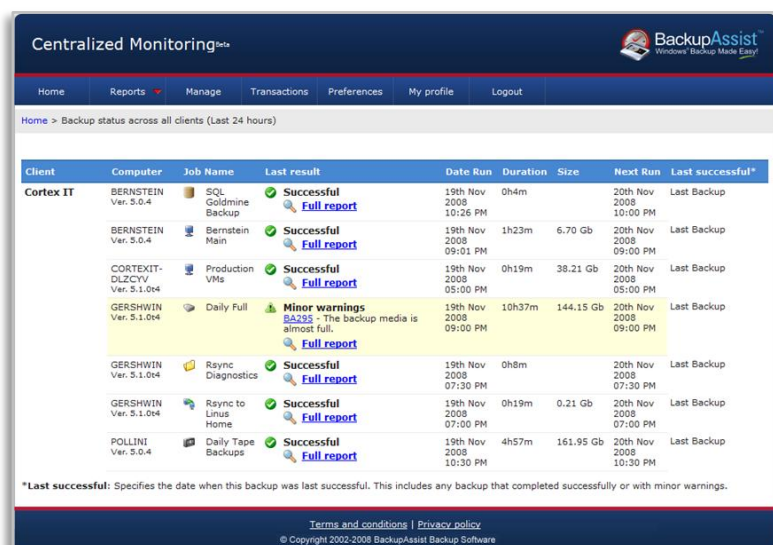 Centralized Monitoring Beta
BackupAssist™
Windows® Backup Made Easy!
Home Reports Manage Transactions Preferences My profile Logout
Home > Backup status across all clients (Last 24 hours)
Client Computer Job Name Last result Date Run Duration Size Next Run Last successful*
Cortex IT BERNSTEIN SQL Successful 19th Nov 0h4m 20th Nov Last Backup
Ver. 5.0.4 Goldmine Full report 2008 2008
Backup 10:26 PM 10:00 PM
BERNSTEIN Bernstein Successful 19th Nov 1h23m 6.70 Gb 20th Nov Last Backup
Ver. 5.0.4 Main Full report 2008 2008
09:01 PM 09:00 PM
CORTEXIT- Production Successful 19th Nov 0h19m 38.21 Gb 20th Nov Last Backup
DLZCYV VMs Full report 2008 2008
Ver. 5.1.0t4 05:00 PM 05:00 PM
GERSHWIN Daily Full Minor warnings 19th Nov 10h37m 144.15 Gb 20th Nov Last Backup
Ver. 5.1.0t4 BA295 - The backup media is 2008 2008
almost full. 09:00 PM 09:00 PM
Full report
GERSHWIN Rsync Successful 19th Nov 0h8m 20th Nov Last Backup
Ver. 5.1.0t4 Diagnostics Full report 2008 2008
07:30 PM 07:30 PM
GERSHWIN Rsync to Successful 19th Nov 0h19m 0.21 Gb 20th Nov Last Backup
Ver. 5.1.0t4 Linus Full report 2008 2008
Home 07:00 PM 07:00 PM
POLLINI Daily Tape Successful 19th Nov 4h57m 161.95 Gb 20th Nov Last Backup
Ver. 5.0.4 Backups Full report 2008 2008
10:30 PM 10:30 PM
*Last successful: Specifies the date when this backup was last successful. This includes any backup that completed successfully or with minor warnings.
Terms and conditions | Privacy policy
© Copyright 2002-2008 BackupAssist Backup Software